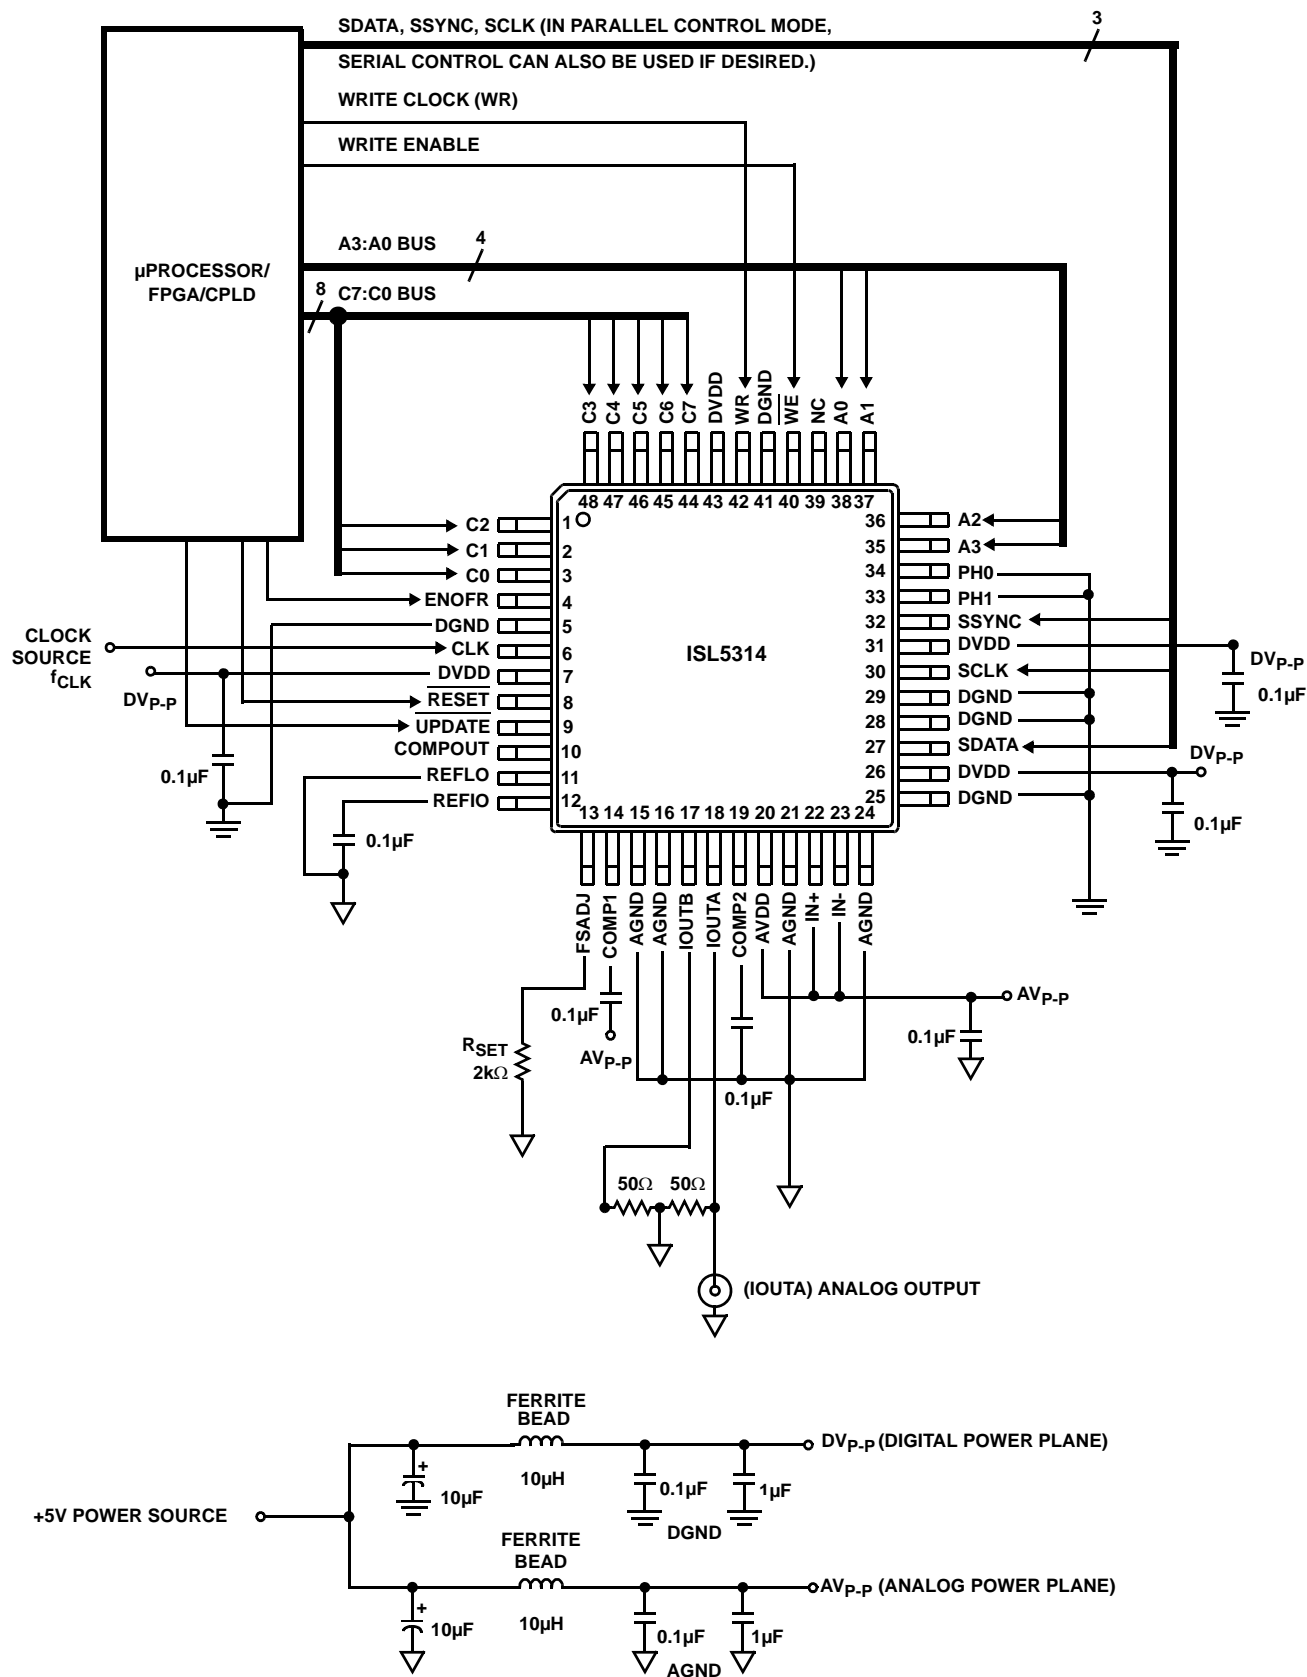 SDATA, SSYNC, SCLK (IN PARALLEL CONTROL MODE,
3
SERIAL CONTROL CAN ALSO BE USED IF DESIRED.)
WRITE CLOCK (WR)
WRITE ENABLE
A3:A0 BUS
4
µPROCESSOR/
FPGA/CPLD
8
C7:C0 BUS
C3
C4
C5
C6
C7
DVDD
WR
DGND
WE
NC
A0
A1
48 47 46 45 44 43 42 41 40 39 38 37
C2
1
C1
2
C0
3
ENOFR
4
DGND
5
CLK
6
DVDD
7
RESET
8
UPDATE
9
COMPOUT
10
REFLO
11
REFIO
12
CLOCK
SOURCE
fCLK
DVP-P
0.1µF
0.1µF
ISL5314
36
A2
35
A3
34
PH0
33
PH1
32
SSYNC
31
DVDD
30
SCLK
29
DGND
28
DGND
27
SDATA
26
DVDD
25
DGND
DVP-P
0.1µF
DVP-P
0.1µF
13 14 15 16 17 18 19 20 21 22 23 24
FSADJ
COMP1
AGND
AGND
IOUTB
IOUTA
COMP2
AVDD
AGND
IN+
IN-
AGND
0.1µF
AVP-P
RSET
2kΩ
0.1µF
AVP-P
0.1µF
50Ω
50Ω
(IOUTA) ANALOG OUTPUT
FERRITE
BEAD
DVP-P (DIGITAL POWER PLANE)
+
10µF
10µH
0.1µF
1µF
+5V POWER SOURCE
DGND
FERRITE
BEAD
AVP-P (ANALOG POWER PLANE)
+
10µF
10µH
0.1µF
1µF
AGND